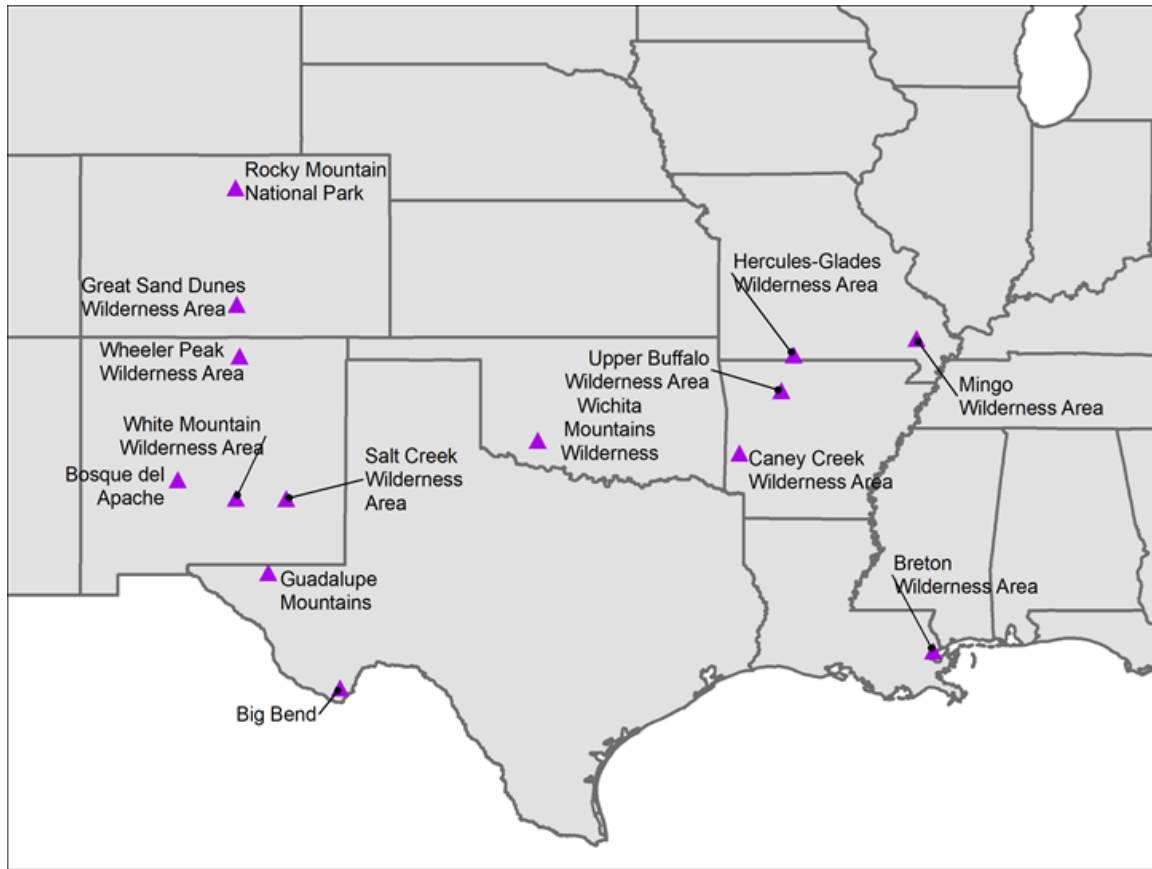 Rocky Mountain
National Park
Great Sand Dunes
Wilderness Area
Wheeler Peak
Wilderness Area
White Mountain
Wilderness Area
Bosque del
Apache
Salt Creek
Wilderness
Area
Guadalupe
Mountains
Big Bend
Hercules-Glades
Wilderness Area
Upper Buffalo
Wilderness Area
Wichita
Mountains
Wilderness
Caney Creek
Wilderness Area
Mingo
Wilderness Area
Breton
Wilderness Area